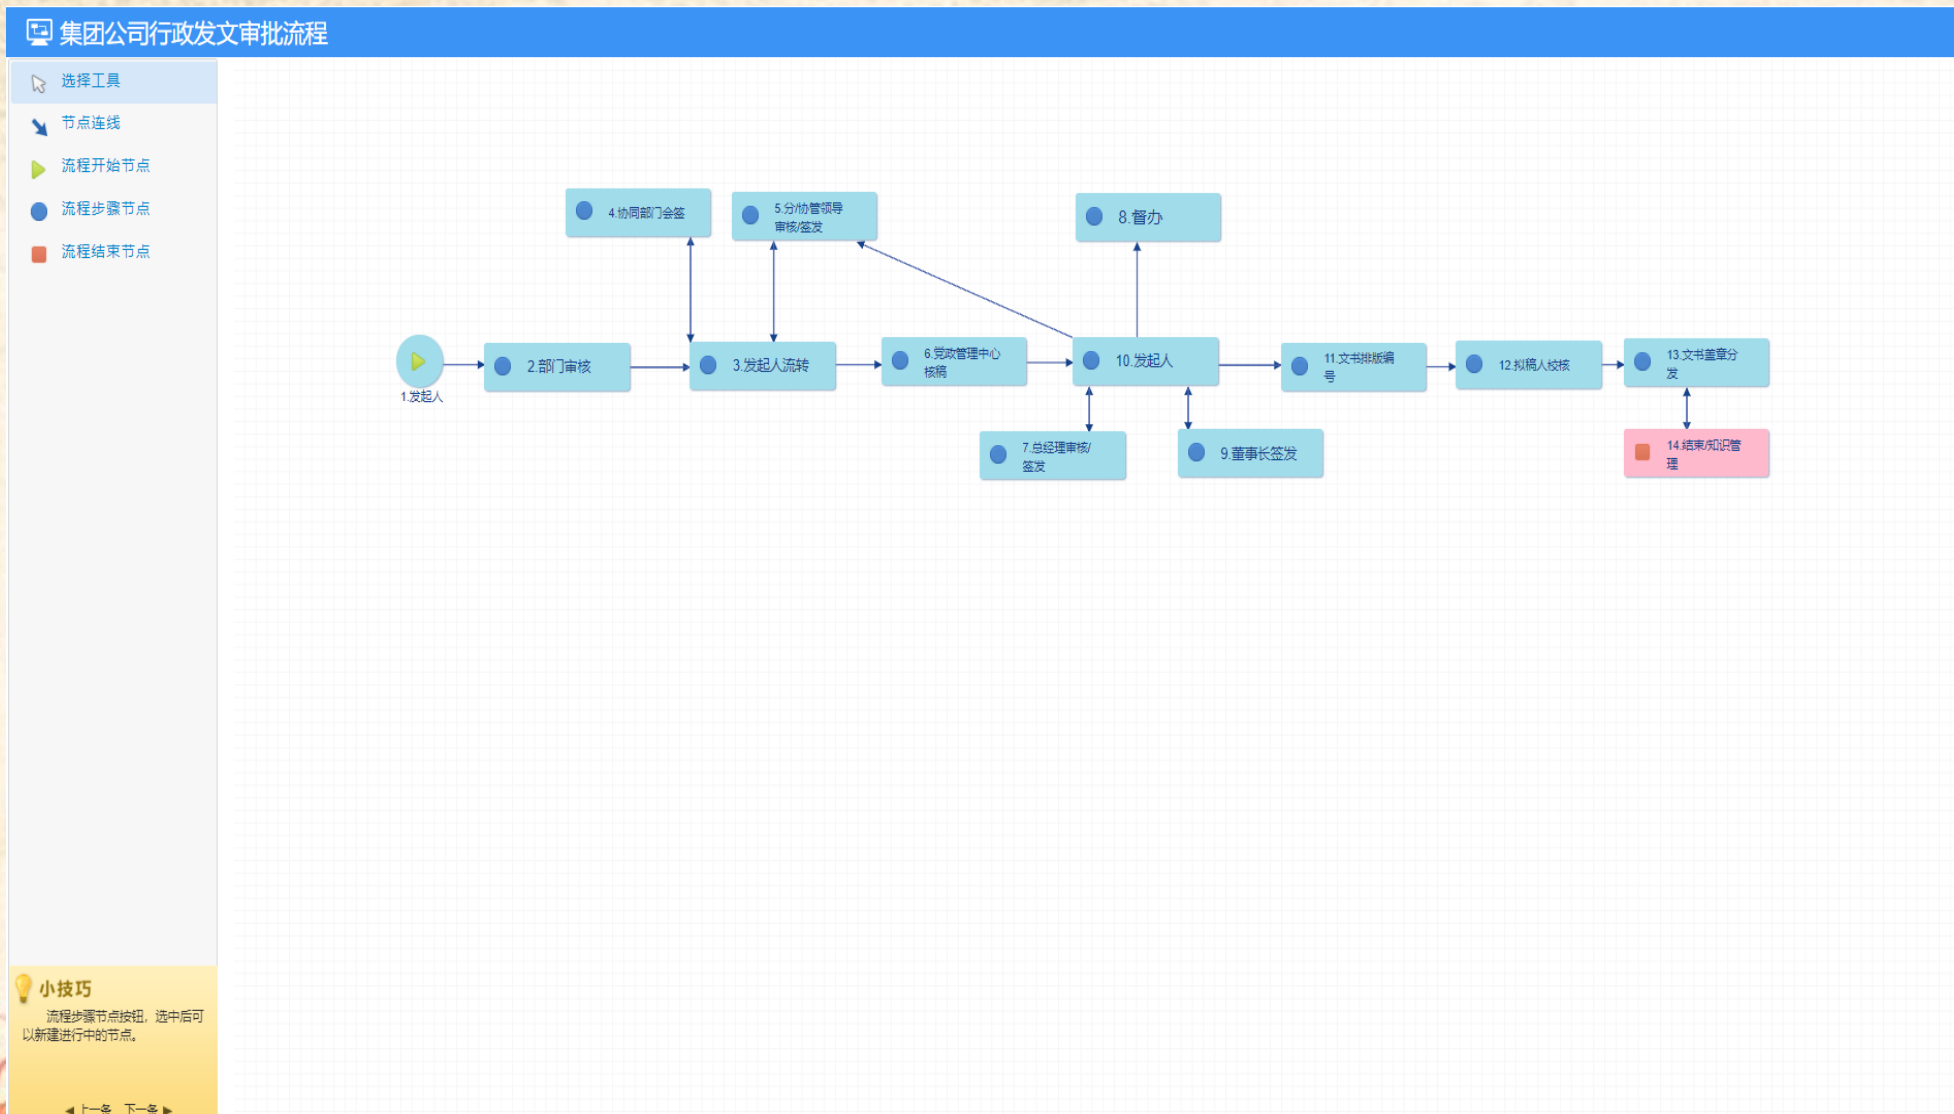 集团公司行政发文审批流程
选择工具
节点连线
流程开始节点
流程步骤节点
流程结束节点
4.协同部门会签
5.分/协管领导
审核/签发
8.督办
1.发起人
2.部门审核
3.发起人流转
6.党政管理中心
核稿
10.发起人
11.文书排版编
号
12.拟稿人校核
13.文书盖章分
发
7.总经理审核/
签发
9.董事长签发
14.结束/知识管
理
小技巧
流程步骤节点按钮，选中后可
以新建进行中的节点。
上一条 下一条